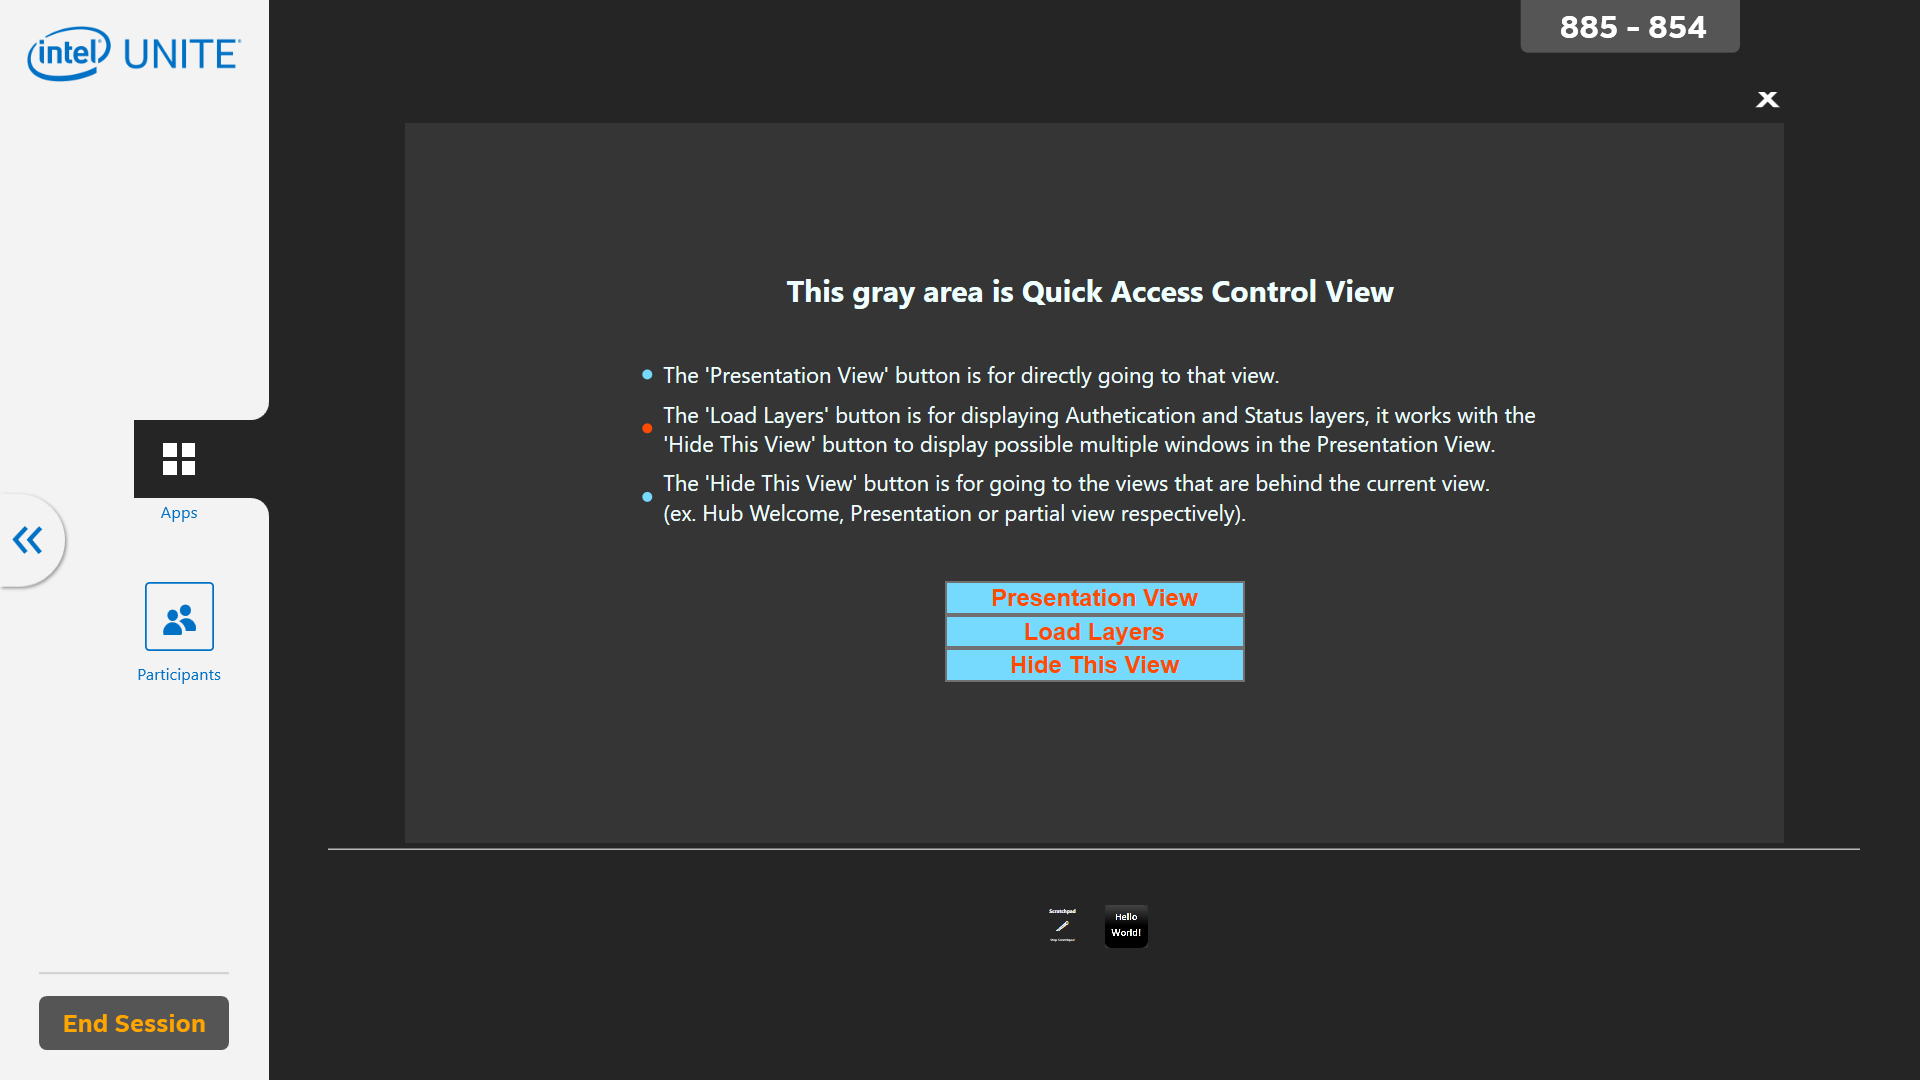 intel UNITE
885 - 854
X
This gray area is Quick Access Control View
The 'Presentation View' button is for directly going to that view.
The 'Load Layers' button is for displaying Authetication and Status layers, it works with the
'Hide This View' button to display possible multiple windows in the Presentation View.
The 'Hide This View' button is for going to the views that are behind the current view.
(ex. Hub Welcome, Presentation or partial view respectively).
Presentation View
Load Layers
Hide This View
Apps
Participants
Scratchpad
Hello
World!
End Session